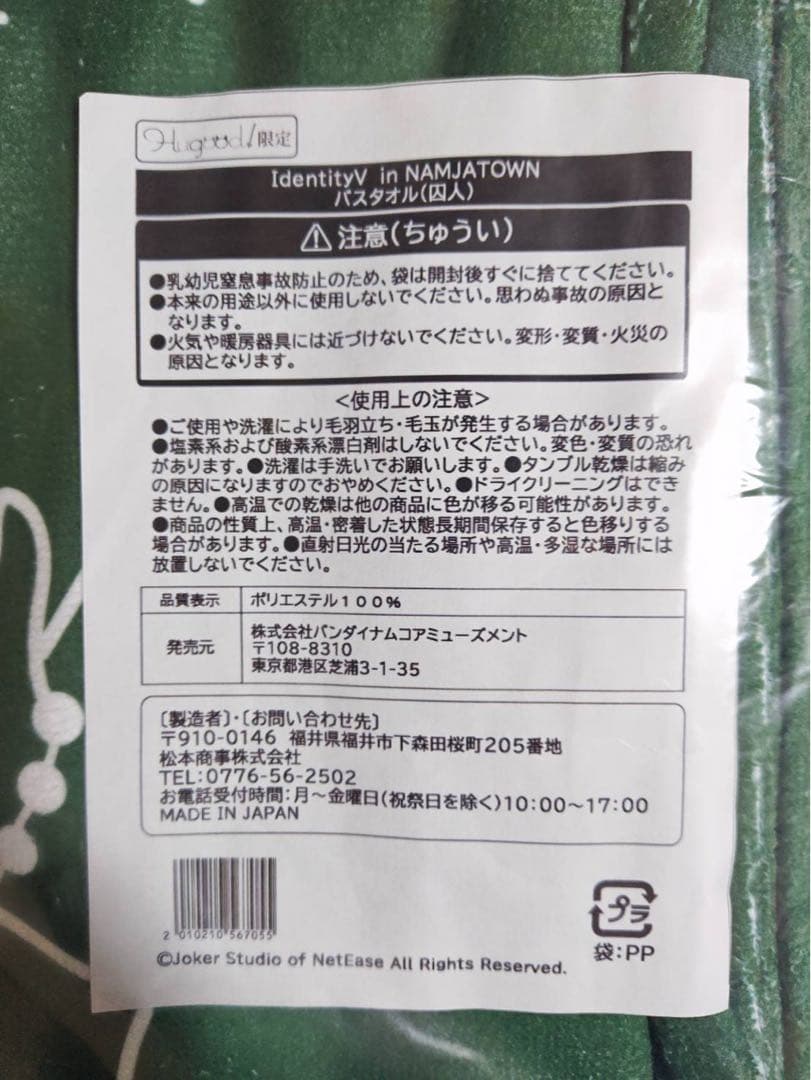 Hugood!限定
IdentityV in NAMJATOWN
バスタオル(囚人)
注意(ちゅうい)
●乳幼児窒息事故防止のため、袋は開封後すぐに捨ててください。
●本来の用途以外に使用しないでください。思わぬ事故の原因と
なります。
●火気や暖房器具には近づけないでください。変形・変質・火災の
原因となります。
<使用上の注意>
●ご使用や洗濯により毛羽立ち・毛玉が発生する場合があります。
●塩素系および酸素系漂白剤はしないでください。変色・変質の恐れ
があります。●洗濯は手洗いでお願いします。●タンブル乾燥は縮み
の原因になりますのでおやめください。●ドライクリーニングはでき
ません。●高温での乾燥は他の商品に色が移る可能性があります。
●商品の性質上、高温・密着した状態長期間保存すると色移りする
場合があります。●直射日光の当たる場所や高温・多湿な場所には
放置しないでください。
品質表示 ポリエステル100%
発売元 株式会社バンダイナムコアミューズメント
〒108-8310
東京都港区芝浦3-1-35
〔製造者〕・〔お問い合わせ先〕
〒910-0146 福井県福井市下森田桜町205番地
松本商事株式会社
TEL:0776-56-2502
お電話受付時間:月～金曜日(祝祭日を除く)10:00～17:00
MADE IN JAPAN
2 010210 567055
プラ
袋:PP
©Joker Studio of NetEase All Rights Reserved.